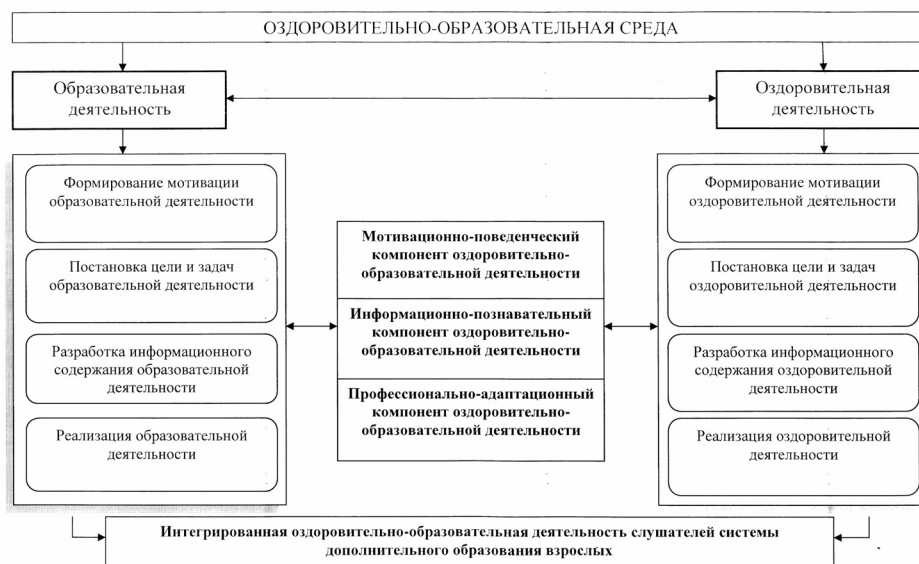 ОЗДОРОВИТЕЛЬНО-ОБРАЗОВАТЕЛЬНАЯ СРЕДА
Образовательная
деятельность
Оздоровительная
деятельность
Формирование мотивации
образовательной деятельности
Постановка цели и задач
образовательной деятельности
Разработка информационного
содержания образовательной
деятельности
Реализация образовательной
деятельности
Мотивационно-поведенческий
компонент оздоровительно-
образовательной деятельности
Информационно-познавательный
компонент оздоровительно-
образовательной деятельности
Профессионально-адаптационный
компонент оздоровительно-
образовательной деятельности
Формирование мотивации
оздоровительной деятельности
Постановка цели и задач
оздоровительной деятельности
Разработка информационного
содержания оздоровительной
деятельности
Реализация оздоровительной
деятельности
Интегрированная оздоровительно-образовательная деятельность слушателей системы
дополнительного образования взрослых